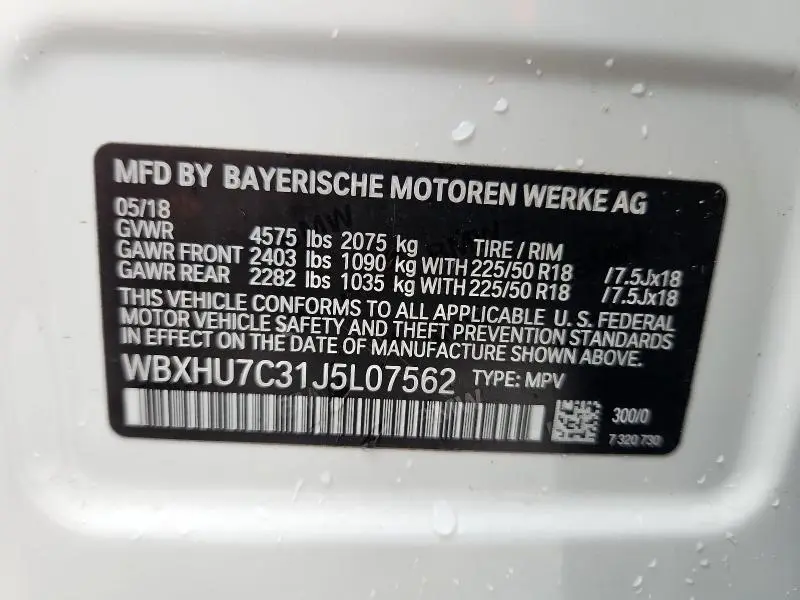 MFD BY BAYERISCHE MOTOREN WERKE AG
05/18
GVWR 4575 lbs 2075 kg TIRE / RIM
GAWR FRONT 2403 lbs 1090 kg WITH 225/50 R18 /7.5Jx18
GAWR REAR 2282 lbs 1035 kg WITH 225/50 R18 /7.5Jx18
THIS VEHICLE CONFORMS TO ALL APPLICABLE U. S. FEDERAL
MOTOR VEHICLE SAFETY AND THEFT PREVENTION STANDARDS
IN EFFECT ON THE DATE OF MANUFACTURE SHOWN ABOVE.
WBXHU7C31J5L07562 TYPE: MPV
300/0
7 320 730